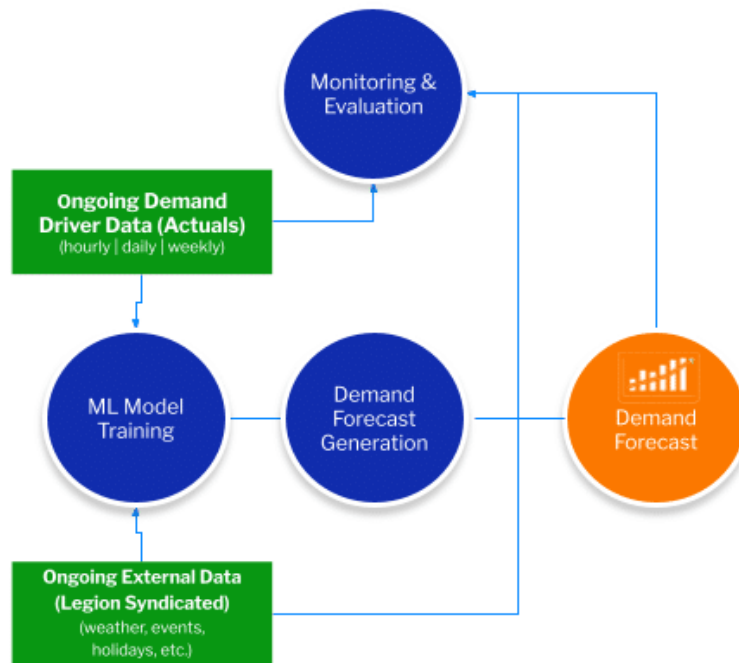 Monitoring &
Evaluation
Ongoing Demand
Driver Data (Actuals)
(hourly | daily | weekly)
ML Model
Training
Demand
Forecast
Generation
Demand
Forecast
Ongoing External Data
(Legion Syndicated)
(weather, events,
holidays, etc.)